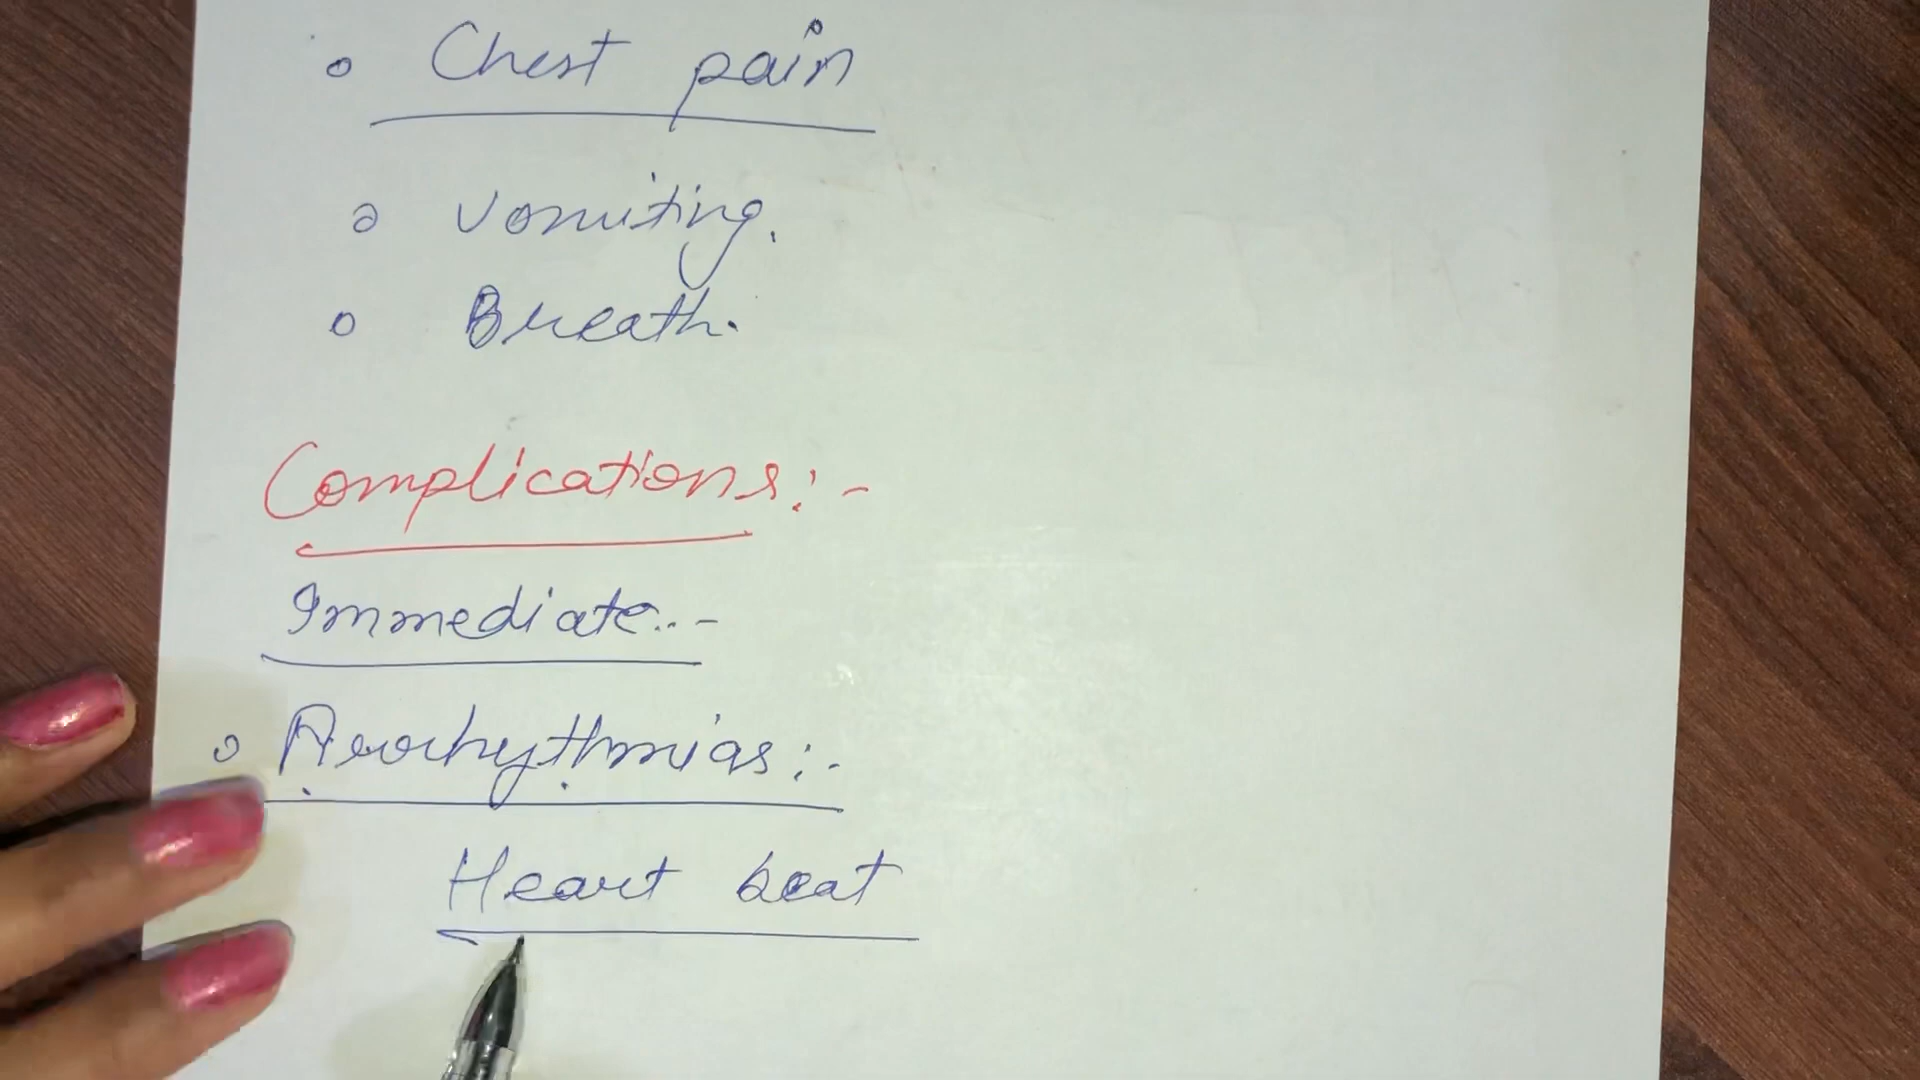 o Chest pain
o Vomiting.
o Breath.
Complications:-
Immediate:-
o Arrhythmias:-
Heart beat